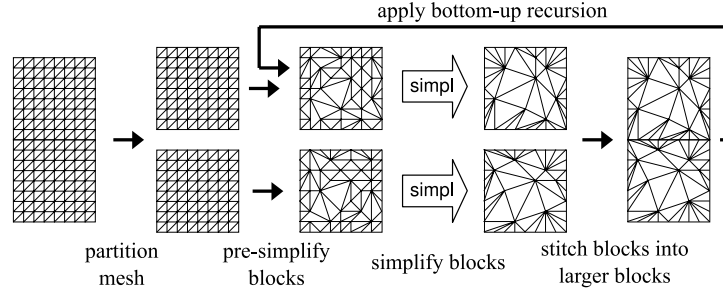 apply bottom-up recursion
simpl
simpl
partition
mesh
pre-simplify
blocks
simplify blocks
stitch blocks into
larger blocks